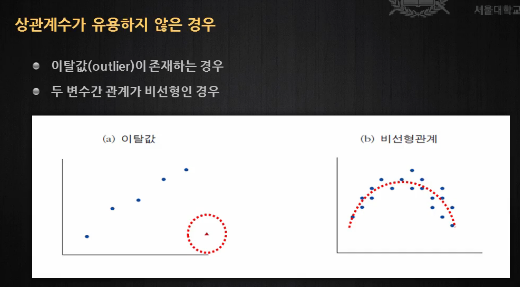 상관계수가 유용하지 않은 경우
서울대학교
이탈값(outlier)이 존재하는 경우
두 변수간 관계가 비선형인 경우
(a) 이탈값
(b) 비선형관계